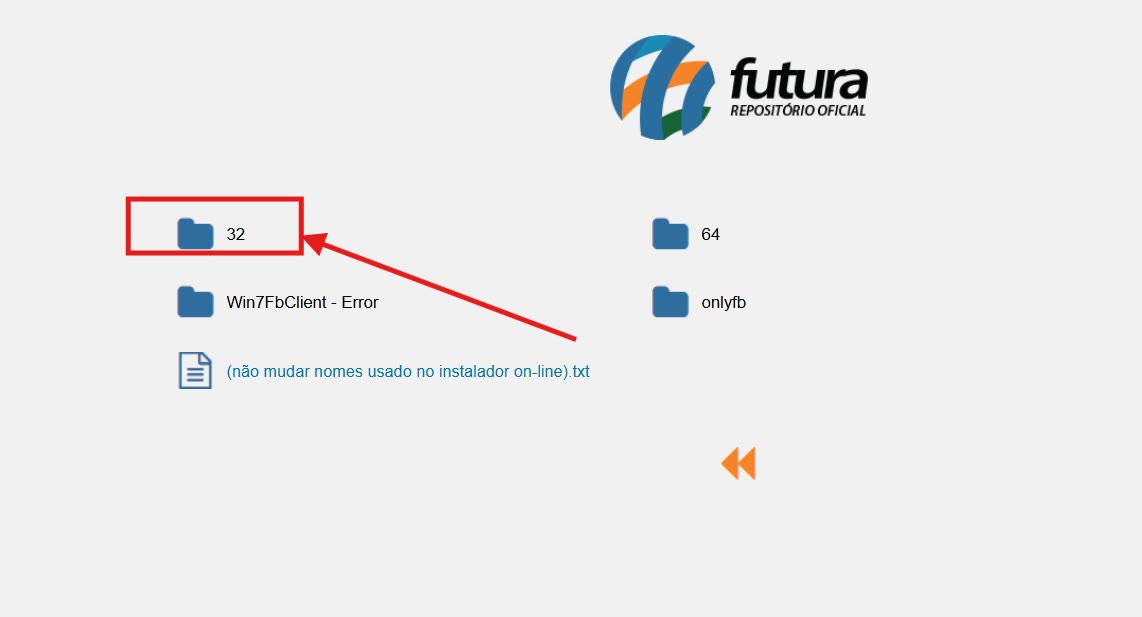 futura
REPOSITÓRIO OFICIAL
32
64
Win7FbClient - Error
onlyfb
(não mudar nomes usado no instalador on-line).txt